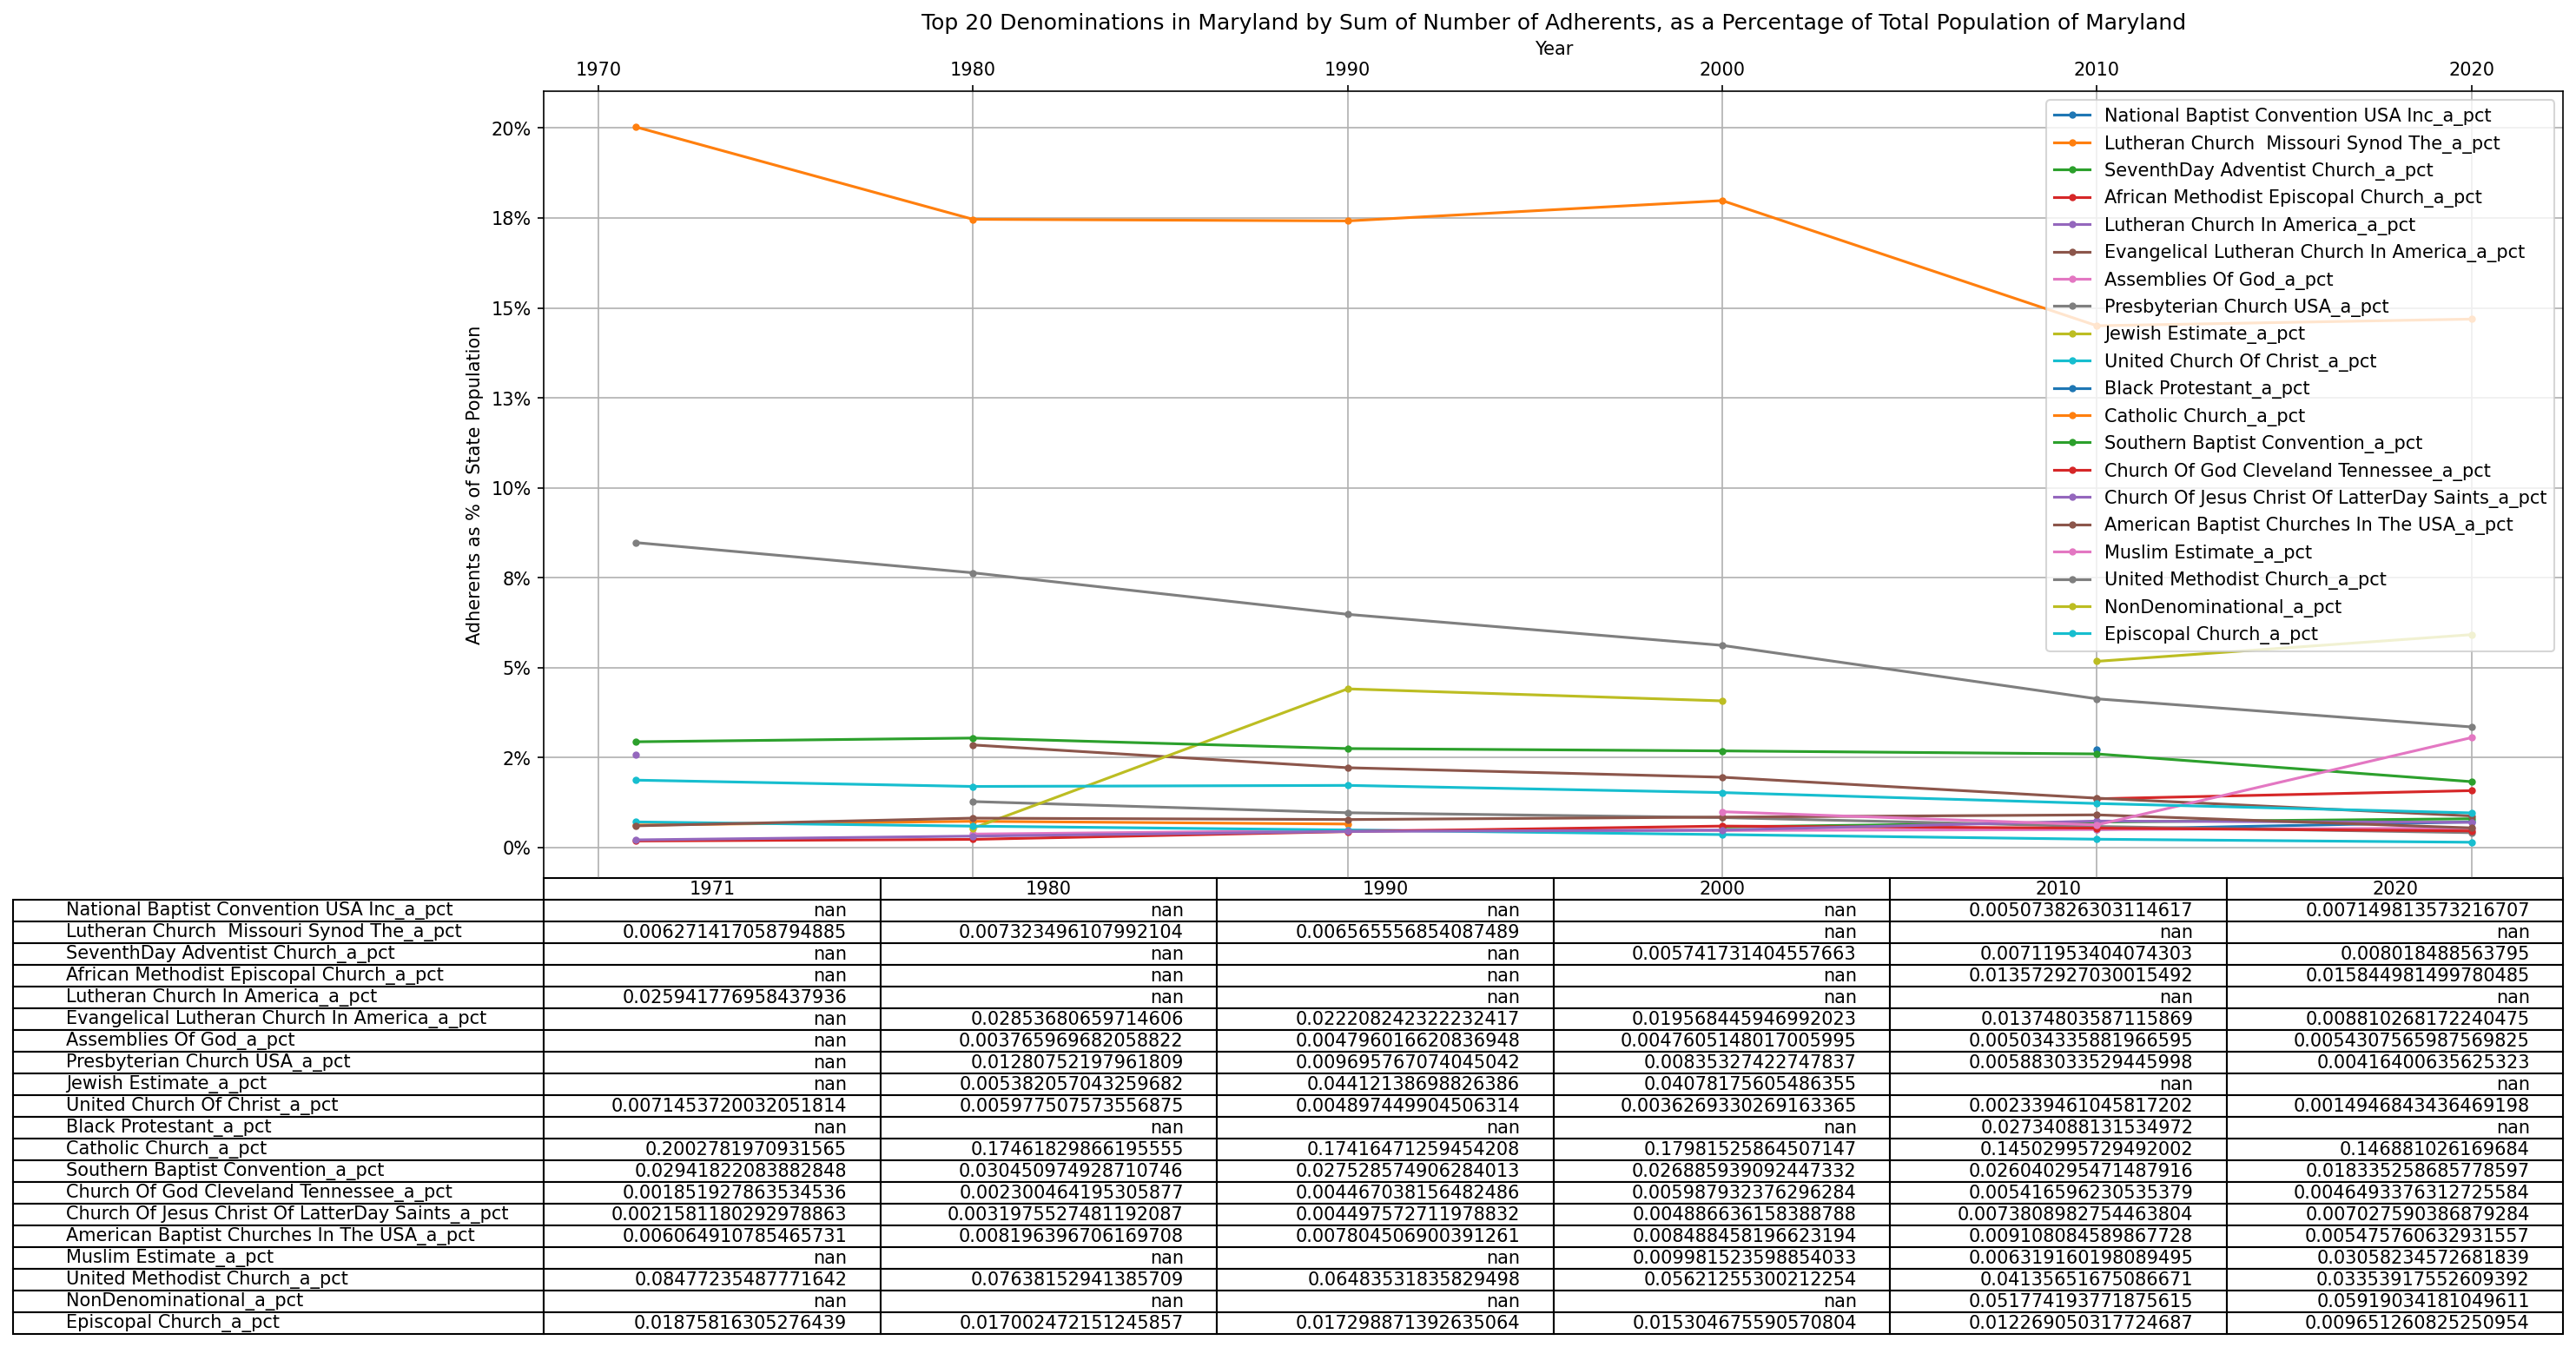 Top 20 Denominations in Maryland by Sum of Number of Adherents, as a Percentage of Total Population of Maryland
Year
1970 1980 1990 2000 2010 2020
20%
18%
15%
13%
10%
8%
5%
2%
0%
Adherents as % of State Population
National Baptist Convention USA Inc_a_pct
Lutheran Church  Missouri Synod The_a_pct
SeventhDay Adventist Church_a_pct
African Methodist Episcopal Church_a_pct
Lutheran Church In America_a_pct
Evangelical Lutheran Church In America_a_pct
Assemblies Of God_a_pct
Presbyterian Church USA_a_pct
Jewish Estimate_a_pct
United Church Of Christ_a_pct
Black Protestant_a_pct
Catholic Church_a_pct
Southern Baptist Convention_a_pct
Church Of God Cleveland Tennessee_a_pct
Church Of Jesus Christ Of LatterDay Saints_a_pct
American Baptist Churches In The USA_a_pct
Muslim Estimate_a_pct
United Methodist Church_a_pct
NonDenominational_a_pct
Episcopal Church_a_pct
1971 1980 1990 2000 2010 2020
National Baptist Convention USA Inc_a_pct nan nan nan nan 0.005073826303114617 0.007149813573216707
Lutheran Church  Missouri Synod The_a_pct 0.006271417058794885 0.007323496107992104 0.006565556854087489 nan nan nan
SeventhDay Adventist Church_a_pct nan nan nan 0.005741731404557663 0.00711953404074303 0.008018488563795
African Methodist Episcopal Church_a_pct nan nan nan nan 0.013572927030015492 0.015844981499780485
Lutheran Church In America_a_pct 0.025941776958437936 nan nan nan nan nan
Evangelical Lutheran Church In America_a_pct nan 0.02853680659714606 0.022208242322232417 0.019568445946992023 0.01374803587115869 0.008810268172240475
Assemblies Of God_a_pct nan 0.003765969682058822 0.004796016620836948 0.0047605148017005995 0.005034335881966595 0.0054307565987569825
Presbyterian Church USA_a_pct nan 0.01280752197961809 0.009695767074045042 0.00835327422747837 0.005883033529445998 0.00416400635625323
Jewish Estimate_a_pct nan 0.005382057043259682 0.04412138698826386 0.04078175605486355 nan nan
United Church Of Christ_a_pct 0.0071453720032051814 0.005977507573556875 0.004897449904506314 0.0036269330269163365 0.002339461045817202 0.0014946843436469198
Black Protestant_a_pct nan nan nan nan 0.02734088131534972 nan
Catholic Church_a_pct 0.2002781970931565 0.17461829866195555 0.17416471259454208 0.17981525864507147 0.14502995729492002 0.146881026169684
Southern Baptist Convention_a_pct 0.02941822083882848 0.030450974928710746 0.027528574906284013 0.026885939092447332 0.026040295471487916 0.018335258685778597
Church Of God Cleveland Tennessee_a_pct 0.001851927863534536 0.002300464195305877 0.004467038156482486 0.005987932376296284 0.005416596230535379 0.0046493376312725584
Church Of Jesus Christ Of LatterDay Saints_a_pct 0.0021581180292978863 0.0031975527481192087 0.004497572711978832 0.004886636158388788 0.0073808982754463804 0.007027590386879284
American Baptist Churches In The USA_a_pct 0.006064910785465731 0.008196396706169708 0.007804506900391261 0.008488458196623194 0.009108084589867728 0.005475760632931557
Muslim Estimate_a_pct nan nan nan 0.009981523598854033 0.006319160198089495 0.03058234572681839
United Methodist Church_a_pct 0.08477235487771642 0.07638152941385709 0.06483531835829498 0.05621255300212254 0.04135651675086671 0.03353917552609392
NonDenominational_a_pct nan nan nan nan 0.051774193771875615 0.05919034181049611
Episcopal Church_a_pct 0.01875816305276439 0.017002472151245857 0.017298871392635064 0.015304675590570804 0.012269050317724687 0.009651260825250954